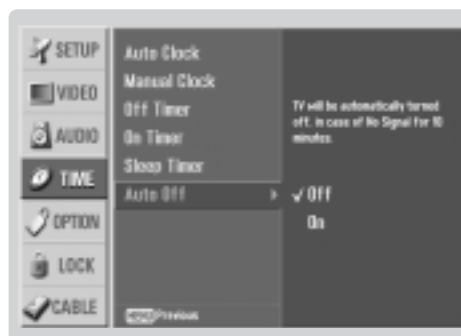 SETUP
VIDEO
AUDIO
TIME
OPTION
LOCK
CABLE
Auto Clock
Manual Clock
Off Timer
On Timer
Sleep Timer
Auto Off
MENU Previous
TV will be automatically turned
off, in case of No Signal for 10
minutes.
Off
On